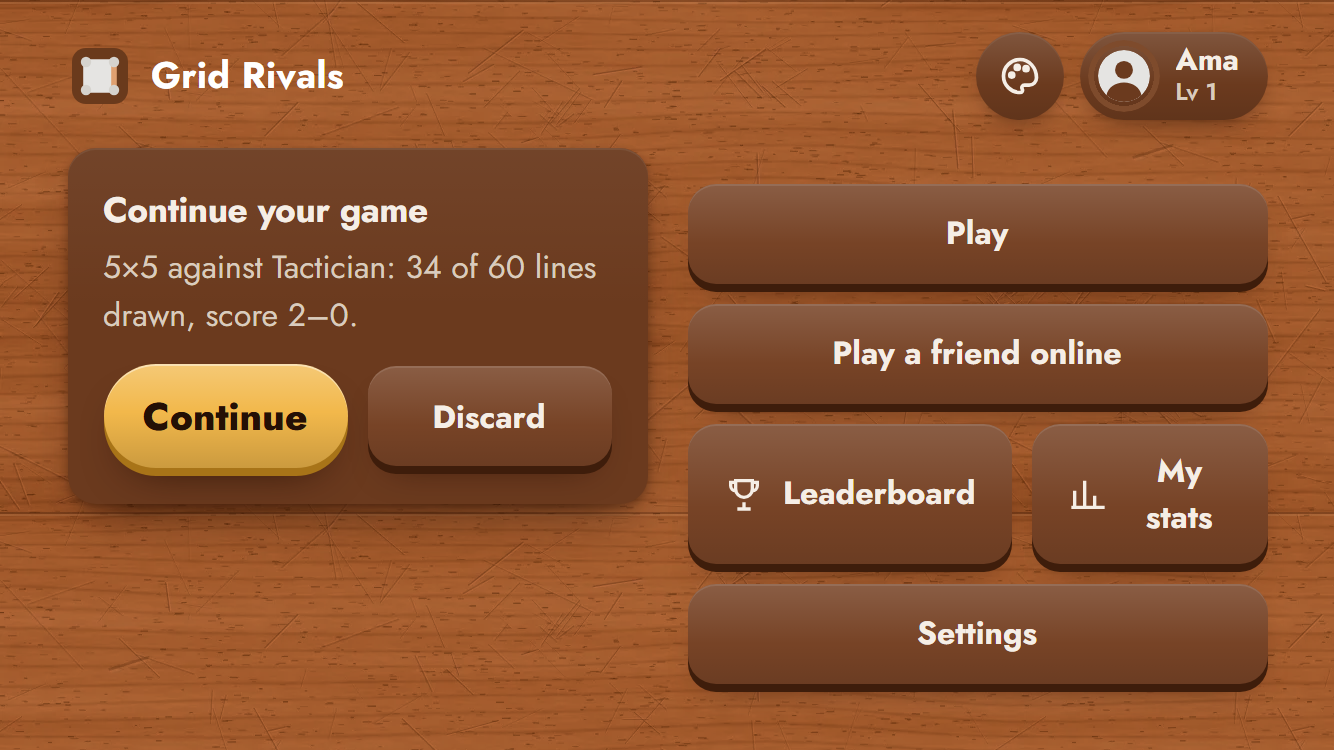 Grid Rivals
Ama
Lv 1
Continue your game
5×5 against Tactician: 34 of 60 lines
drawn, score 2–0.
Continue
Discard
Play
Play a friend online
Leaderboard
My
stats
Settings